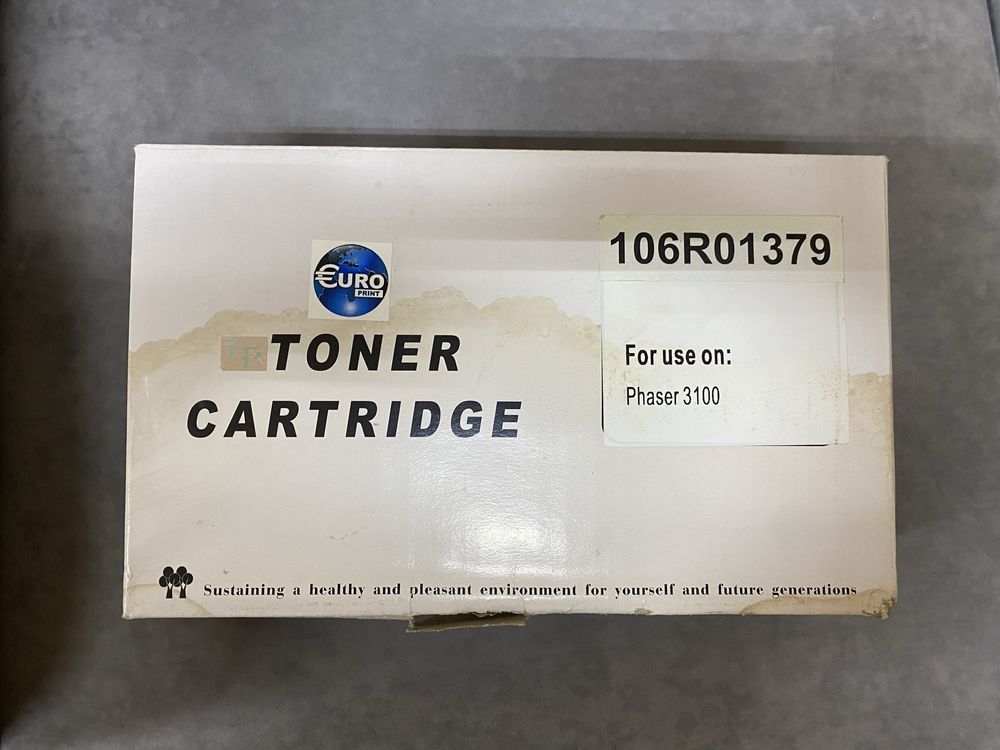 106R01379
€URO
PRINT
TONER
CARTRIDGE
For use on:
Phaser 3100
Sustaining a healthy and pleasant environment for yourself and future generations